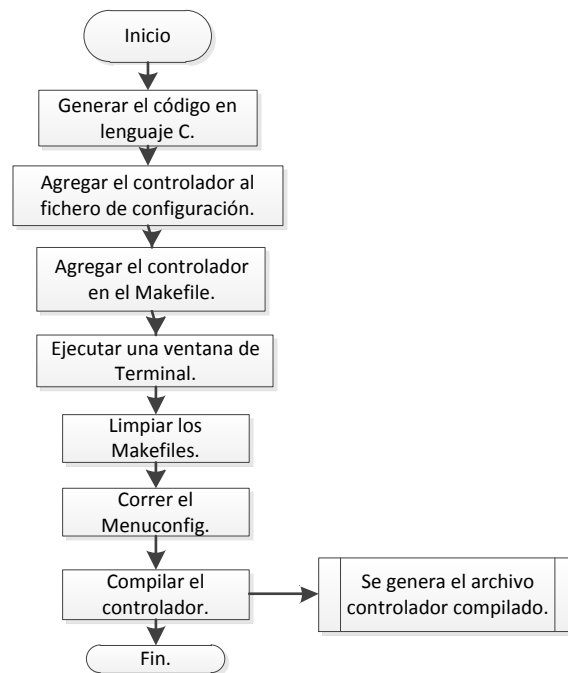 Inicio
Generar el código en
lenguaje C.
Agregar el controlador al
fichero de configuración.
Agregar el controlador
en el Makefile.
Ejecutar una ventana de
Terminal.
Limpiar los
Makefiles.
Correr el
Menuconfig.
Compilar el
controlador.
Se genera el archivo
controlador compilado.
Fin.